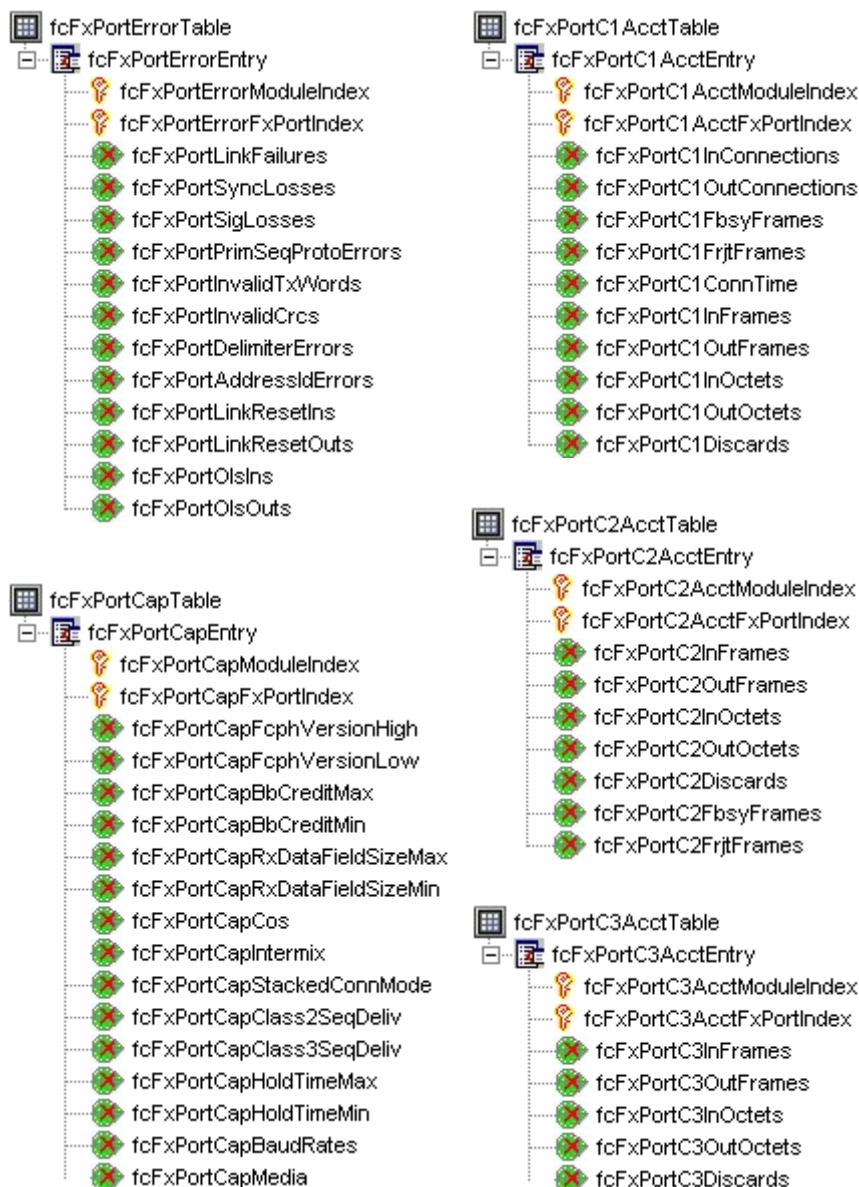 fcFxPortErrorTable
fcFxPortErrorEntry
fcFxPortErrorModuleIndex
fcFxPortErrorFxPortIndex
fcFxPortLinkFailures
fcFxPortSyncLosses
fcFxPortSigLosses
fcFxPortPrimSeqProtoErrors
fcFxPortInvalidTxWords
fcFxPortInvalidCrcs
fcFxPortDelimiterErrors
fcFxPortAddressIdErrors
fcFxPortLinkResetIns
fcFxPortLinkResetOuts
fcFxPortOlsIns
fcFxPortOlsOuts
fcFxPortCapTable
fcFxPortCapEntry
fcFxPortCapModuleIndex
fcFxPortCapFxPortIndex
fcFxPortCapFcphVersionHigh
fcFxPortCapFcphVersionLow
fcFxPortCapBbCreditMax
fcFxPortCapBbCreditMin
fcFxPortCapRxDataFieldSizeMax
fcFxPortCapRxDataFieldSizeMin
fcFxPortCapCos
fcFxPortCapIntermix
fcFxPortCapStackedConnMode
fcFxPortCapClass2SeqDeliv
fcFxPortCapClass3SeqDeliv
fcFxPortCapHoldTimeMax
fcFxPortCapHoldTimeMin
fcFxPortCapBaudRates
fcFxPortCapMedia
fcFxPortC1AcctTable
fcFxPortC1AcctEntry
fcFxPortC1AcctModuleIndex
fcFxPortC1AcctFxPortIndex
fcFxPortC1InConnections
fcFxPortC1OutConnections
fcFxPortC1FbsyFrames
fcFxPortC1FrjtFrames
fcFxPortC1ConnTime
fcFxPortC1InFrames
fcFxPortC1OutFrames
fcFxPortC1InOctets
fcFxPortC1OutOctets
fcFxPortC1Discards
fcFxPortC2AcctTable
fcFxPortC2AcctEntry
fcFxPortC2AcctModuleIndex
fcFxPortC2AcctFxPortIndex
fcFxPortC2InFrames
fcFxPortC2OutFrames
fcFxPortC2InOctets
fcFxPortC2OutOctets
fcFxPortC2Discards
fcFxPortC2FbsyFrames
fcFxPortC2FrjtFrames
fcFxPortC3AcctTable
fcFxPortC3AcctEntry
fcFxPortC3AcctModuleIndex
fcFxPortC3AcctFxPortIndex
fcFxPortC3InFrames
fcFxPortC3OutFrames
fcFxPortC3InOctets
fcFxPortC3OutOctets
fcFxPortC3Discards